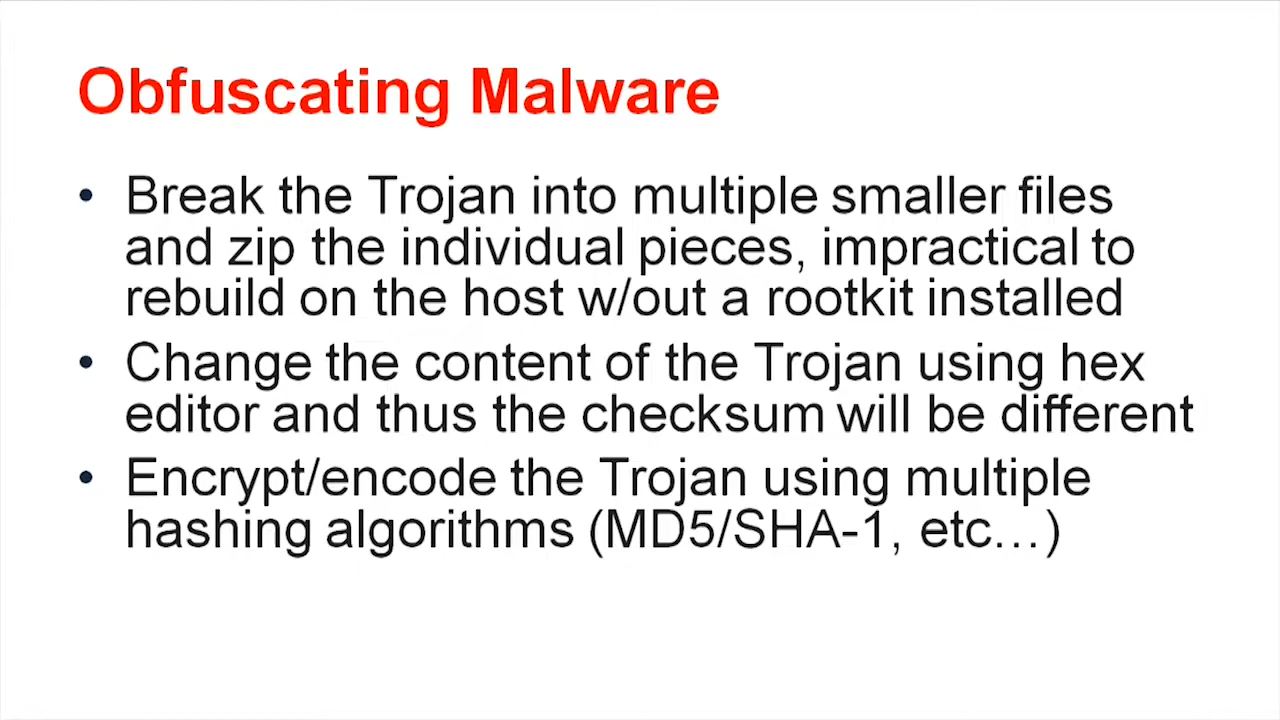 Obfuscating Malware
• Break the Trojan into multiple smaller files
and zip the individual pieces, impractical to
rebuild on the host w/out a rootkit installed
• Change the content of the Trojan using hex
editor and thus the checksum will be different
• Encrypt/encode the Trojan using multiple
hashing algorithms (MD5/SHA-1, etc…)